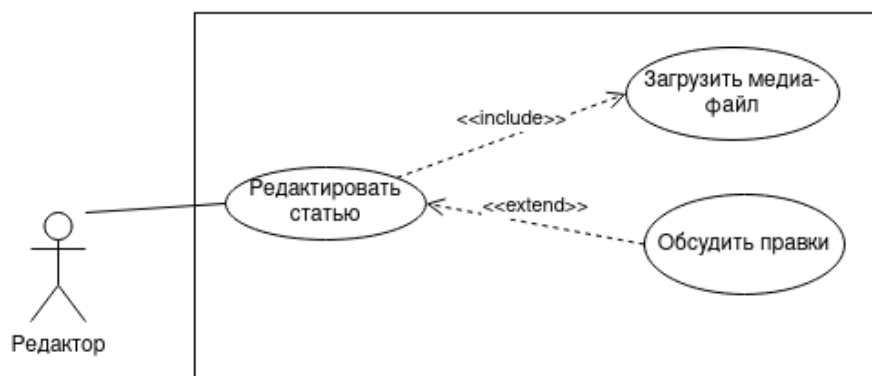 Загрузить медиа-
файл
<<include>>
Редактировать
статью
<<extend>>
Обсудить правки
Редактор